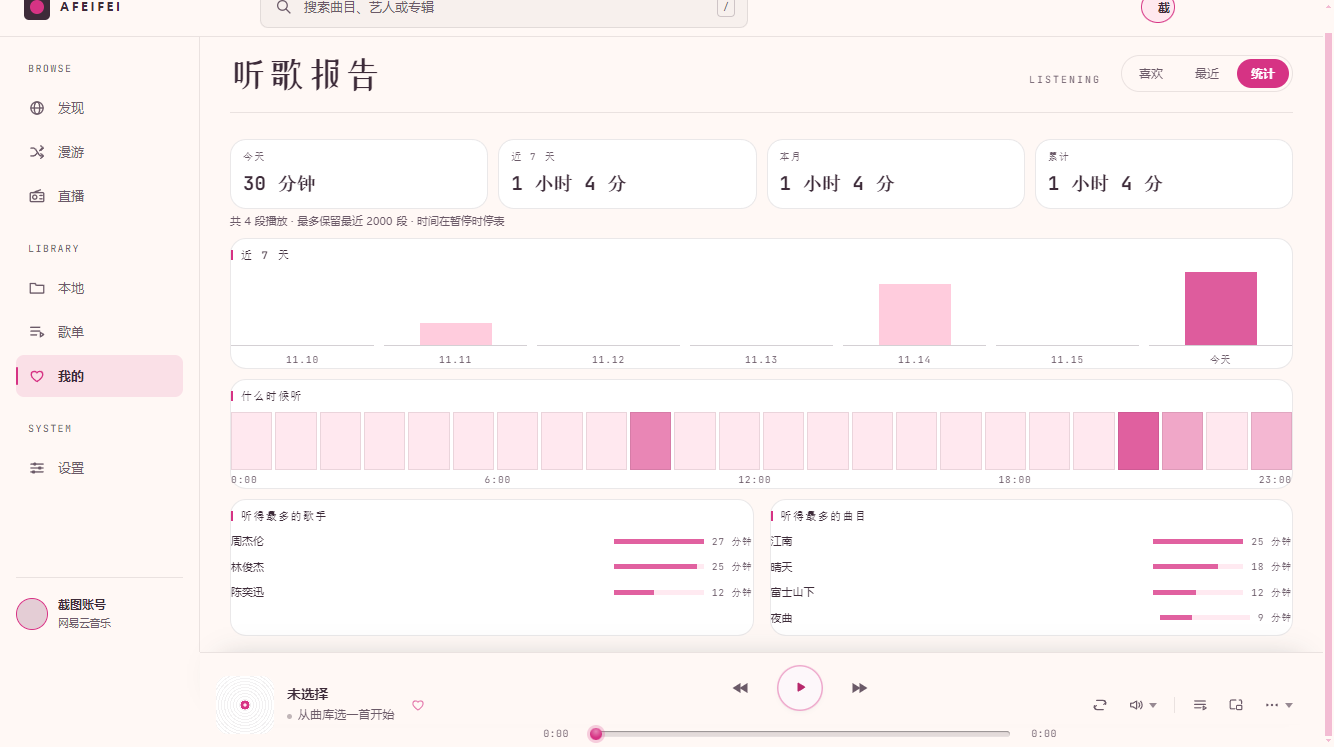 AFEIFEI
搜索曲目、艺人或专辑 /
截
BROWSE
发现
漫游
直播
LIBRARY
本地
歌单
我的
SYSTEM
设置
截图账号
网易云音乐
听歌报告
LISTENING 喜欢 最近 统计
今天
30 分钟
近 7 天
1 小时 4 分
本月
1 小时 4 分
累计
1 小时 4 分
共 4 段播放 · 最多保留最近 2000 段 · 时间在暂停时停表
近 7 天
11.10 11.11 11.12 11.13 11.14 11.15 今天
什么时候听
0:00 6:00 12:00 18:00 23:00
听得最多的歌手
周杰伦 27 分钟
林俊杰 25 分钟
陈奕迅 12 分钟
听得最多的曲目
江南 25 分钟
晴天 18 分钟
富士山下 12 分钟
夜曲 9 分钟
未选择
从曲库选一首开始
0:00 0:00